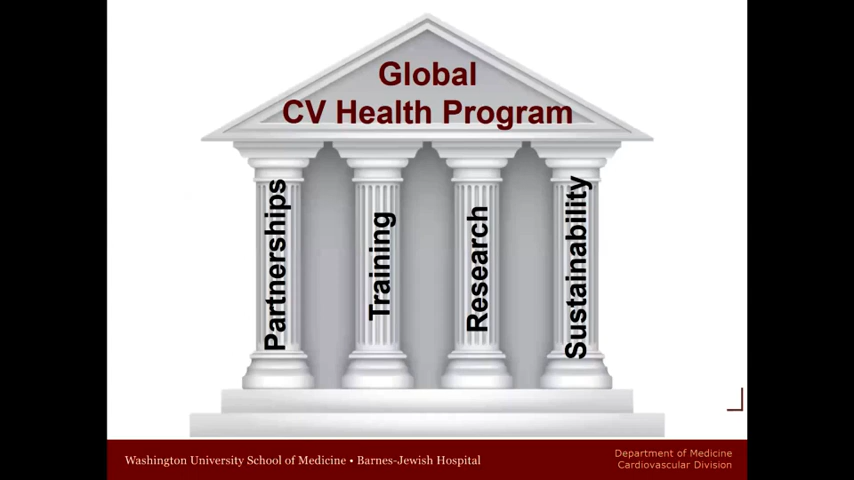 Global
CV Health Program
Partnerships
Training
Research
Sustainability
Washington University School of Medicine • Barnes-Jewish Hospital
Department of Medicine
Cardiovascular Division